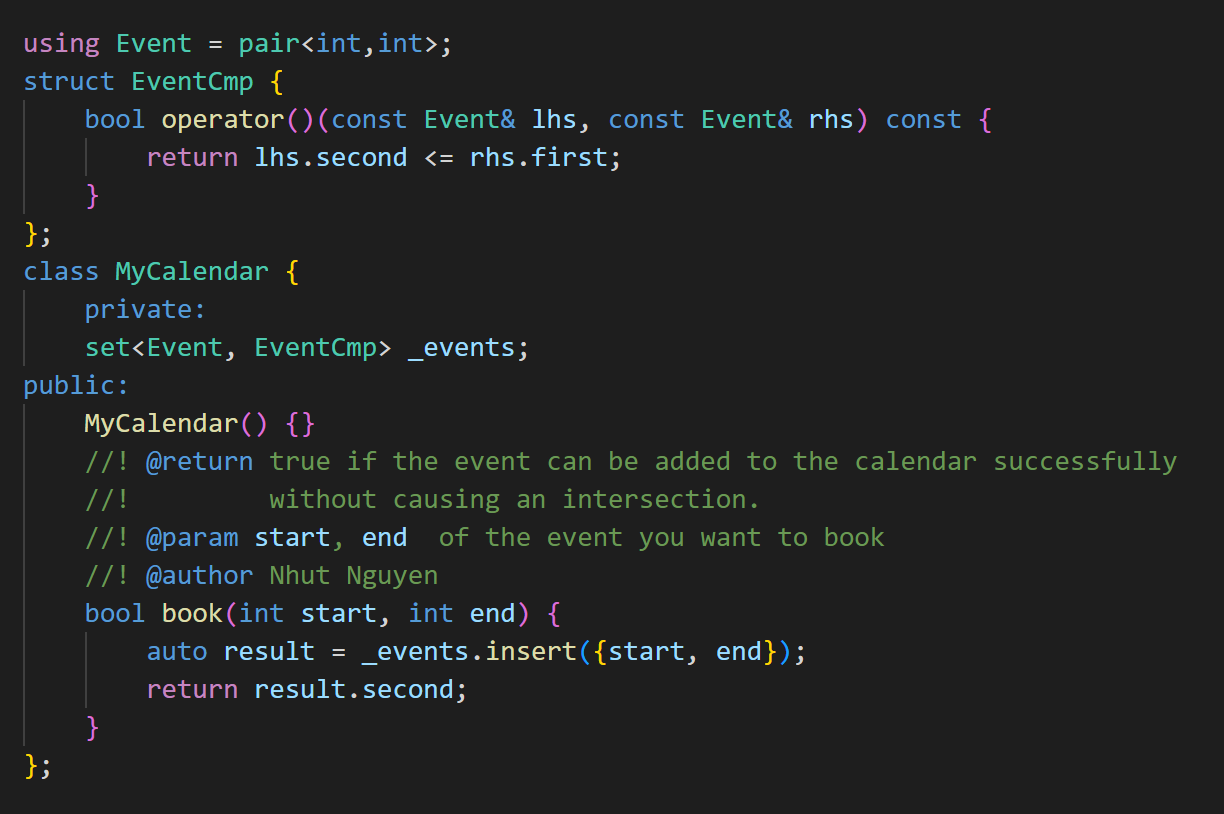 using Event = pair<int,int>;
struct EventCmp {
    bool operator()(const Event& lhs, const Event& rhs) const {
        return lhs.second <= rhs.first;
    }
};
class MyCalendar {
    private:
    set<Event, EventCmp> _events;
public:
    MyCalendar() {}
    //! @return true if the event can be added to the calendar successfully
    //!         without causing an intersection.
    //! @param start, end  of the event you want to book
    //! @author Nhut Nguyen
    bool book(int start, int end) {
        auto result = _events.insert({start, end});
        return result.second;
    }
};